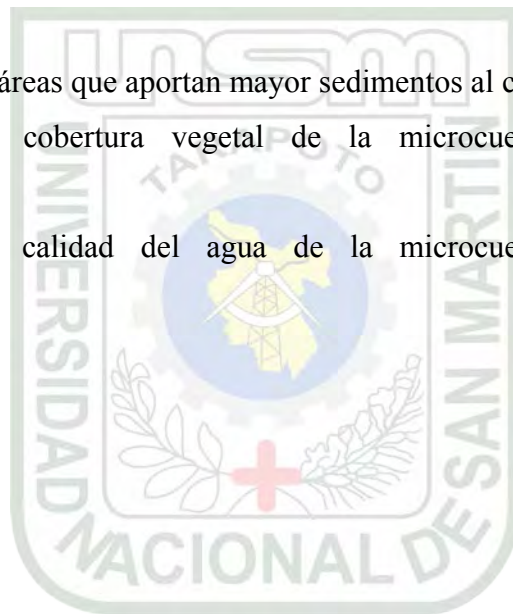 áreas que aportan mayor sedimentos al c
cobertura vegetal de la microcue
calidad del agua de la microcue
unsm
TARAPOTO
UNIVERSIDAD
NACIONAL DE
SAN MARTIN